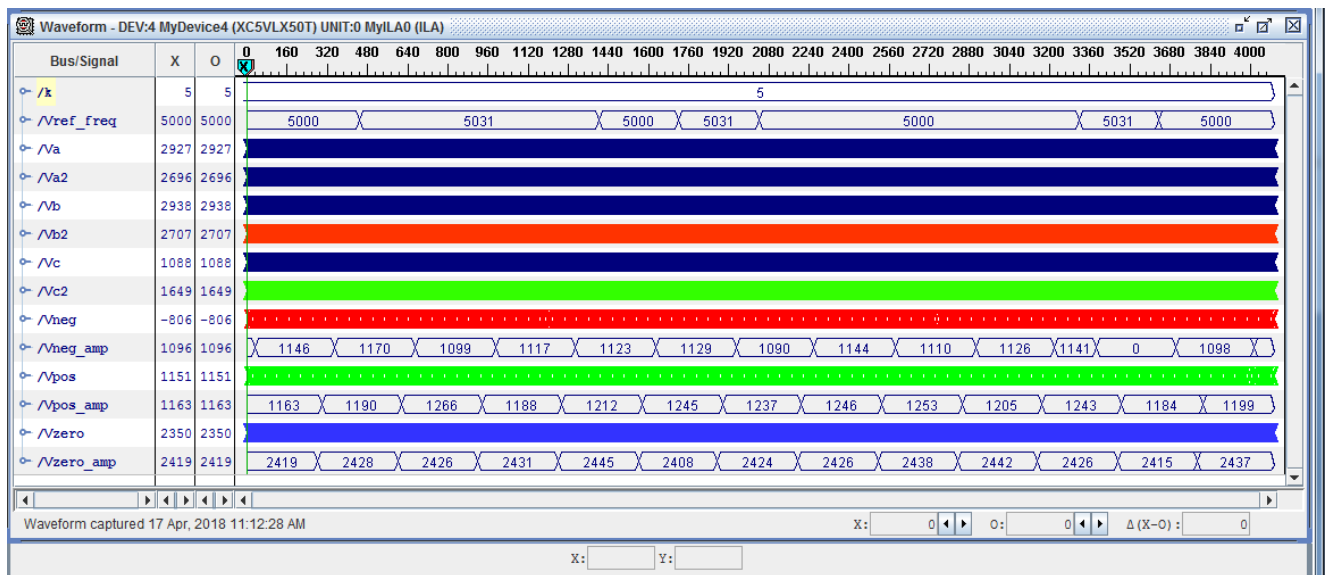 Waveform - DEV:4 MyDevice4 (XC5VLX50T) UNIT:0 MyILA0 (ILA)
Bus/Signal X O 0 160 320 480 640 800 960 1120 1280 1440 1600 1760 1920 2080 2240 2400 2560 2720 2880 3040 3200 3360 3520 3680 3840 4000
X
/k 5 5 5
/Vref_freq 5000 5000 5000 5031 5000 5031 5000 5031 5000
/Va 2927 2927
/Va2 2696 2696
/Vb 2938 2938
/Vb2 2707 2707
/Vc 1088 1088
/Vc2 1649 1649
/Vneg -806 -806
/Vneg_amp 1096 1096 1146 1170 1099 1117 1123 1129 1090 1144 1110 1126 1141 0 1098
/Vpos 1151 1151
/Vpos_amp 1163 1163 1163 1190 1266 1188 1212 1245 1237 1246 1253 1205 1243 1184 1199
/Vzero 2350 2350
/Vzero_amp 2419 2419 2419 2428 2426 2431 2445 2408 2424 2426 2438 2442 2426 2415 2437
Waveform captured 17 Apr, 2018 11:12:28 AM X: 0 O: 0 Δ(X-O): 0
X: Y: